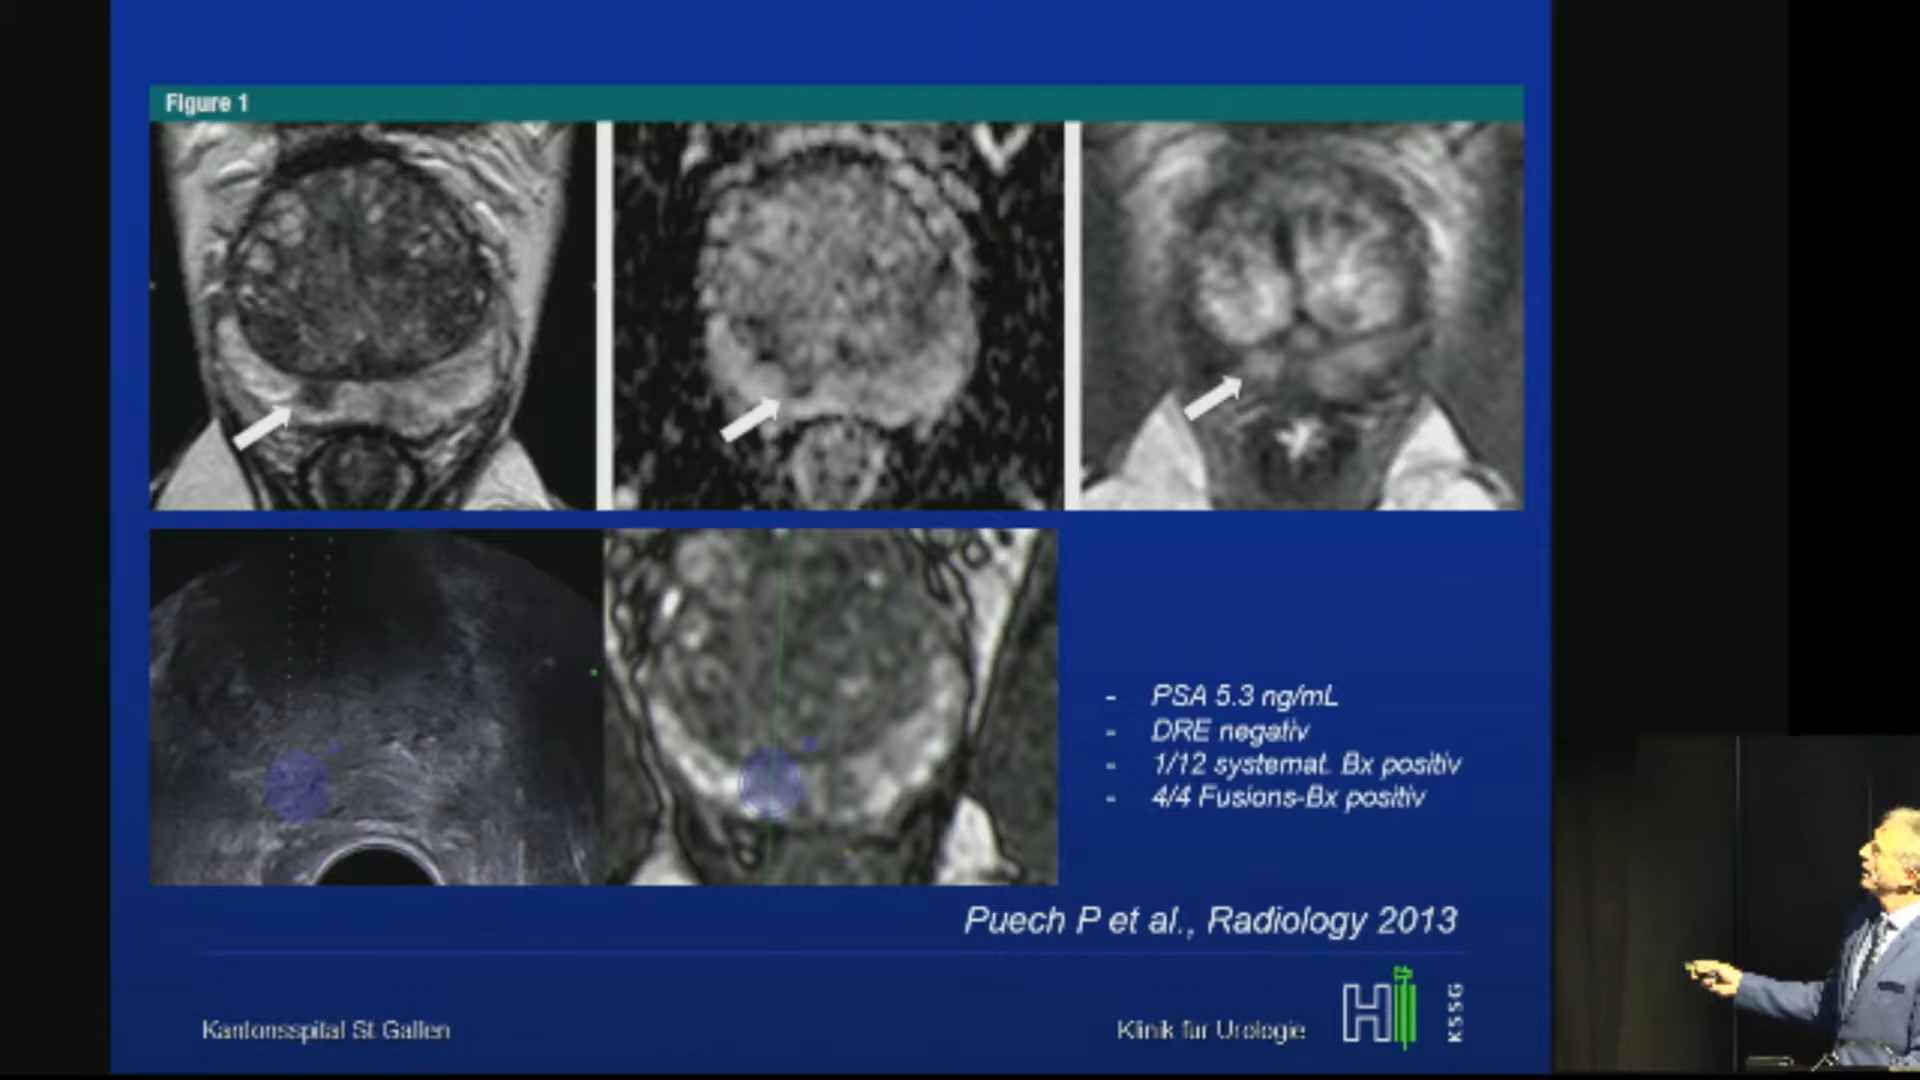 Figure 1
- PSA 5.3 ng/mL
- DRE negativ
- 1/12 systemat. Bx positiv
- 4/4 Fusions-Bx positiv
Puech P et al., Radiology 2013
Kantonsspital St Gallen
Klinik für Urologie
H
KSSG